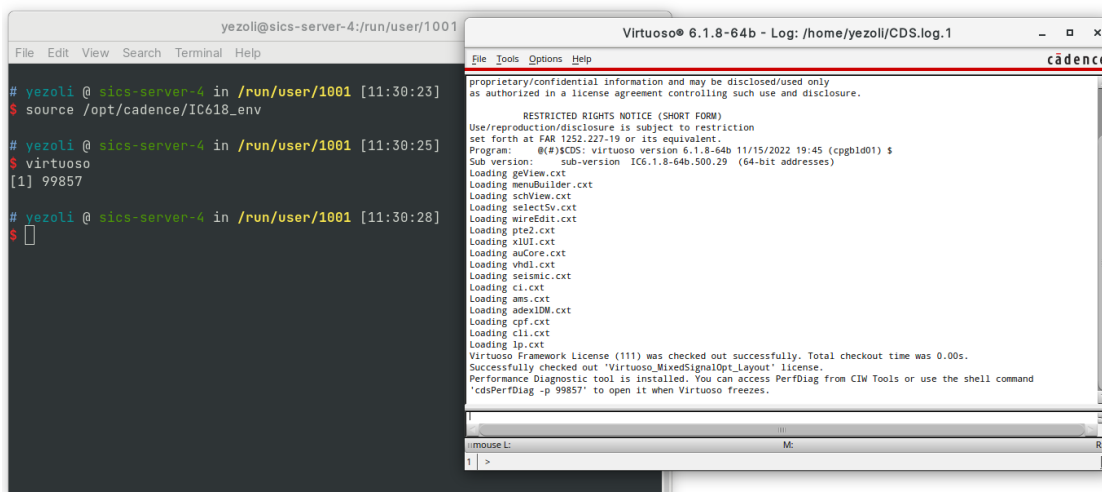 yezoli@sics-server-4:/run/user/1001
File Edit View Search Terminal Help
# yezoli @ sics-server-4 in /run/user/1001 [11:30:23]
$ source /opt/cadence/IC618_env
# yezoli @ sics-server-4 in /run/user/1001 [11:30:25]
$ virtuoso
[1] 99857
# yezoli @ sics-server-4 in /run/user/1001 [11:30:28]
$
Virtuoso® 6.1.8-64b - Log: /home/yezoli/CDS.log.1
File Tools Options Help
cādence
proprietary/confidential information and may be disclosed/used only
as authorized in a license agreement controlling such use and disclosure.
RESTRICTED RIGHTS NOTICE (SHORT FORM)
Use/reproduction/disclosure is subject to restriction
set forth at FAR 1252.227-19 or its equivalent.
Program: @(#)$CDS: virtuoso version 6.1.8-64b 11/15/2022 19:45 (cpgbld01) $
Sub version: sub-version IC6.1.8-64b.500.29 (64-bit addresses)
Loading geView.cxt
Loading menuBuilder.cxt
Loading schView.cxt
Loading selectSv.cxt
Loading wireEdit.cxt
Loading pte2.cxt
Loading xlUI.cxt
Loading auCore.cxt
Loading vhdl.cxt
Loading seismic.cxt
Loading ci.cxt
Loading ams.cxt
Loading adexlDM.cxt
Loading cpf.cxt
Loading cli.cxt
Loading lp.cxt
Virtuoso Framework License (111) was checked out successfully. Total checkout time was 0.00s.
Successfully checked out 'Virtuoso_MixedSignalOpt_Layout' license.
Performance Diagnostic tool is installed. You can access PerfDiag from CIW Tools or use the shell command
'cdsPerfDiag -p 99857' to open it when Virtuoso freezes.
mouse L: M: R
1 >